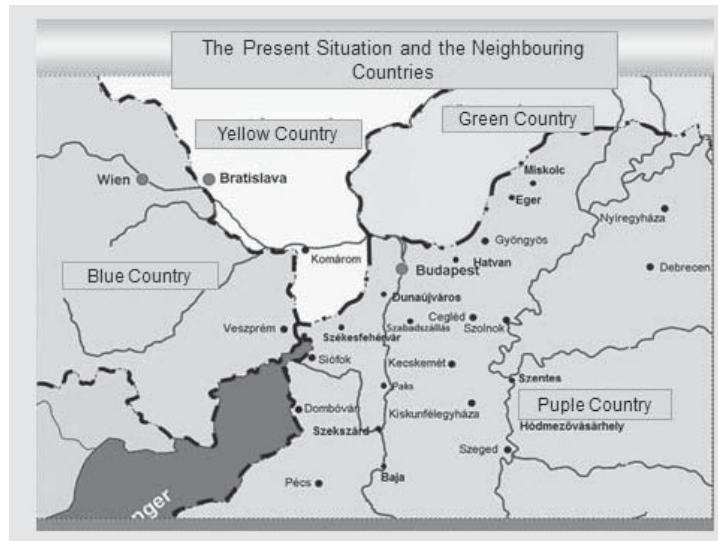 The Present Situation and the Neighbouring
Countries
Yellow Country
Green Country
Wien
Bratislava
Miskolc
Eger
Nyíregyháza
Gyöngyös
Komárom
Hatvan
Budapest
Debrecen
Blue Country
Dunaújváros
Veszprém
Székesfehérvár
Szabadszállás
Cegléd
Szolnok
Siófok
Kecskemét
Szentes
Paks
Puple Country
Dombóvár
Kiskunfélegyháza
Szekszárd
Hódmezővásárhely
Szeged
Baja
Pécs
nger